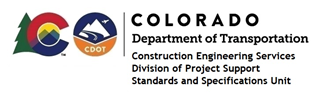 CDOT
COLORADO
Department of Transportation
Construction Engineering Services
Division of Project Support
Standards and Specifications Unit